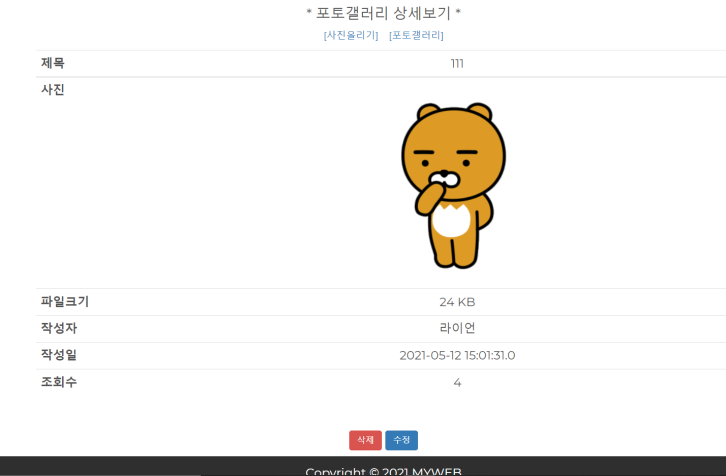 * 포토갤러리 상세보기 *
[사진올리기] [포토갤러리]
제목 111
사진
파일크기 24 KB
작성자 라이언
작성일 2021-05-12 15:01:31.0
조회수 4
삭제 수정
Copyright © 2021 MYWEB